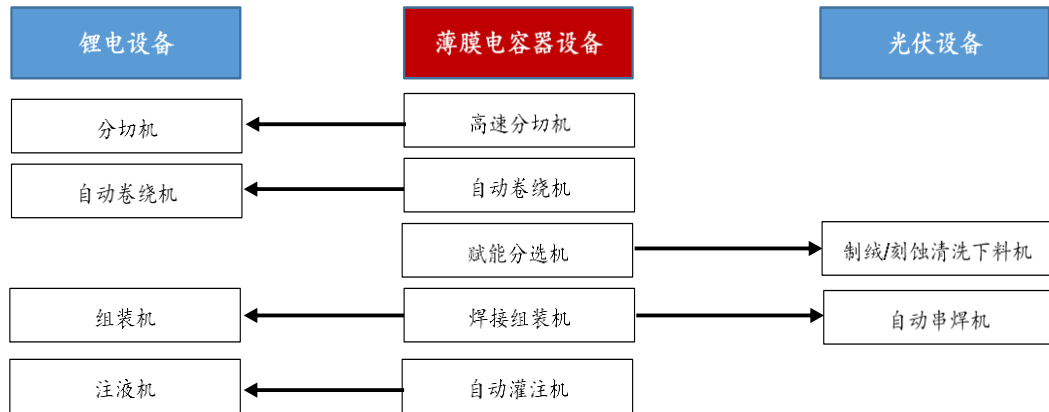 锂电设备
薄膜电容器设备
光伏设备
分切机
高速分切机
自动卷绕机
自动卷绕机
赋能分选机
制绒/刻蚀清洗下料机
组装机
焊接组装机
自动串焊机
注液机
自动灌注机